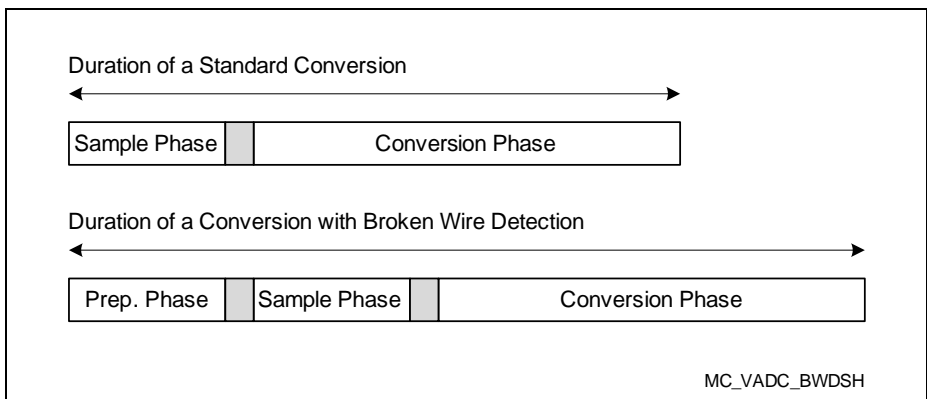 Duration of a Standard Conversion
Sample Phase Conversion Phase
Duration of a Conversion with Broken Wire Detection
Prep. Phase Sample Phase Conversion Phase
MC_VADC_BWDSH